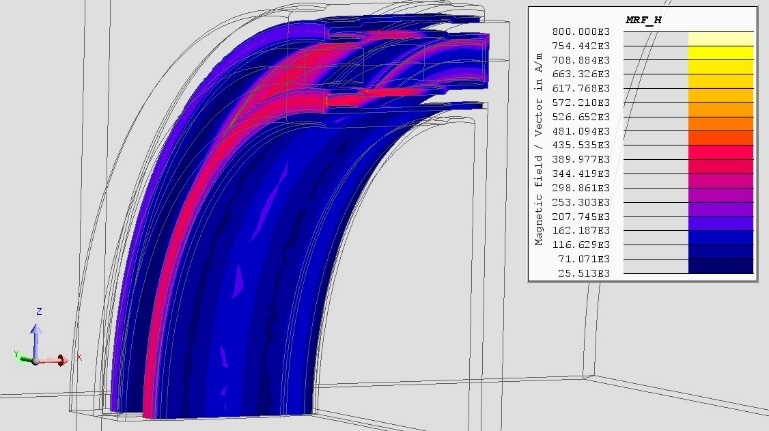 MRF_H
Magnetic field / Vector in A/m
800.000E3
754.442E3
708.884E3
663.326E3
617.768E3
572.210E3
526.652E3
481.094E3
435.535E3
389.977E3
344.419E3
298.861E3
253.303E3
207.745E3
162.187E3
116.629E3
71.071E3
25.513E3
Z
Y
X